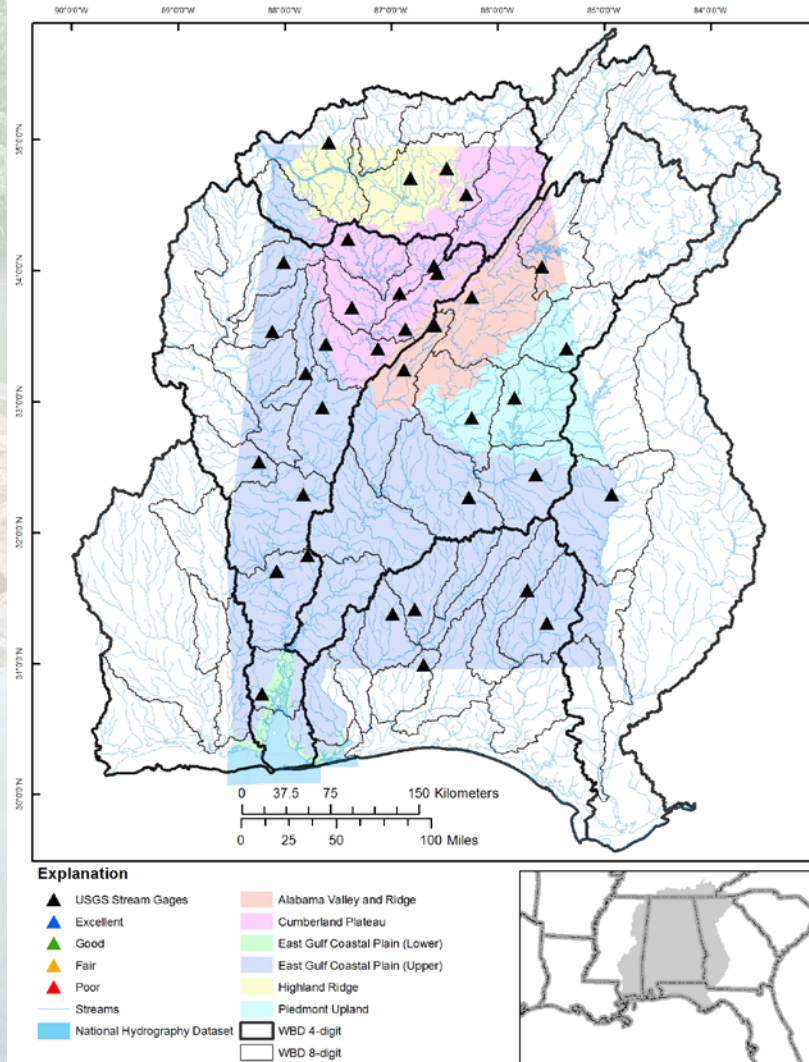 90°0'0"W 89°0'0"W 88°0'0"W 87°0'0"W 86°0'0"W 85°0'0"W 84°0'0"W
35°0'0"N
34°0'0"N
33°0'0"N
32°0'0"N
31°0'0"N
30°0'0"N
0 37.5 75 150 Kilometers
0 25 50 100 Miles
Explanation
USGS Stream Gages
Excellent
Good
Fair
Poor
Streams
National Hydrography Dataset
Alabama Valley and Ridge
Cumberland Plateau
East Gulf Coastal Plain (Lower)
East Gulf Coastal Plain (Upper)
Highland Ridge
Piedmont Upland
WBD 4-digit
WBD 8-digit